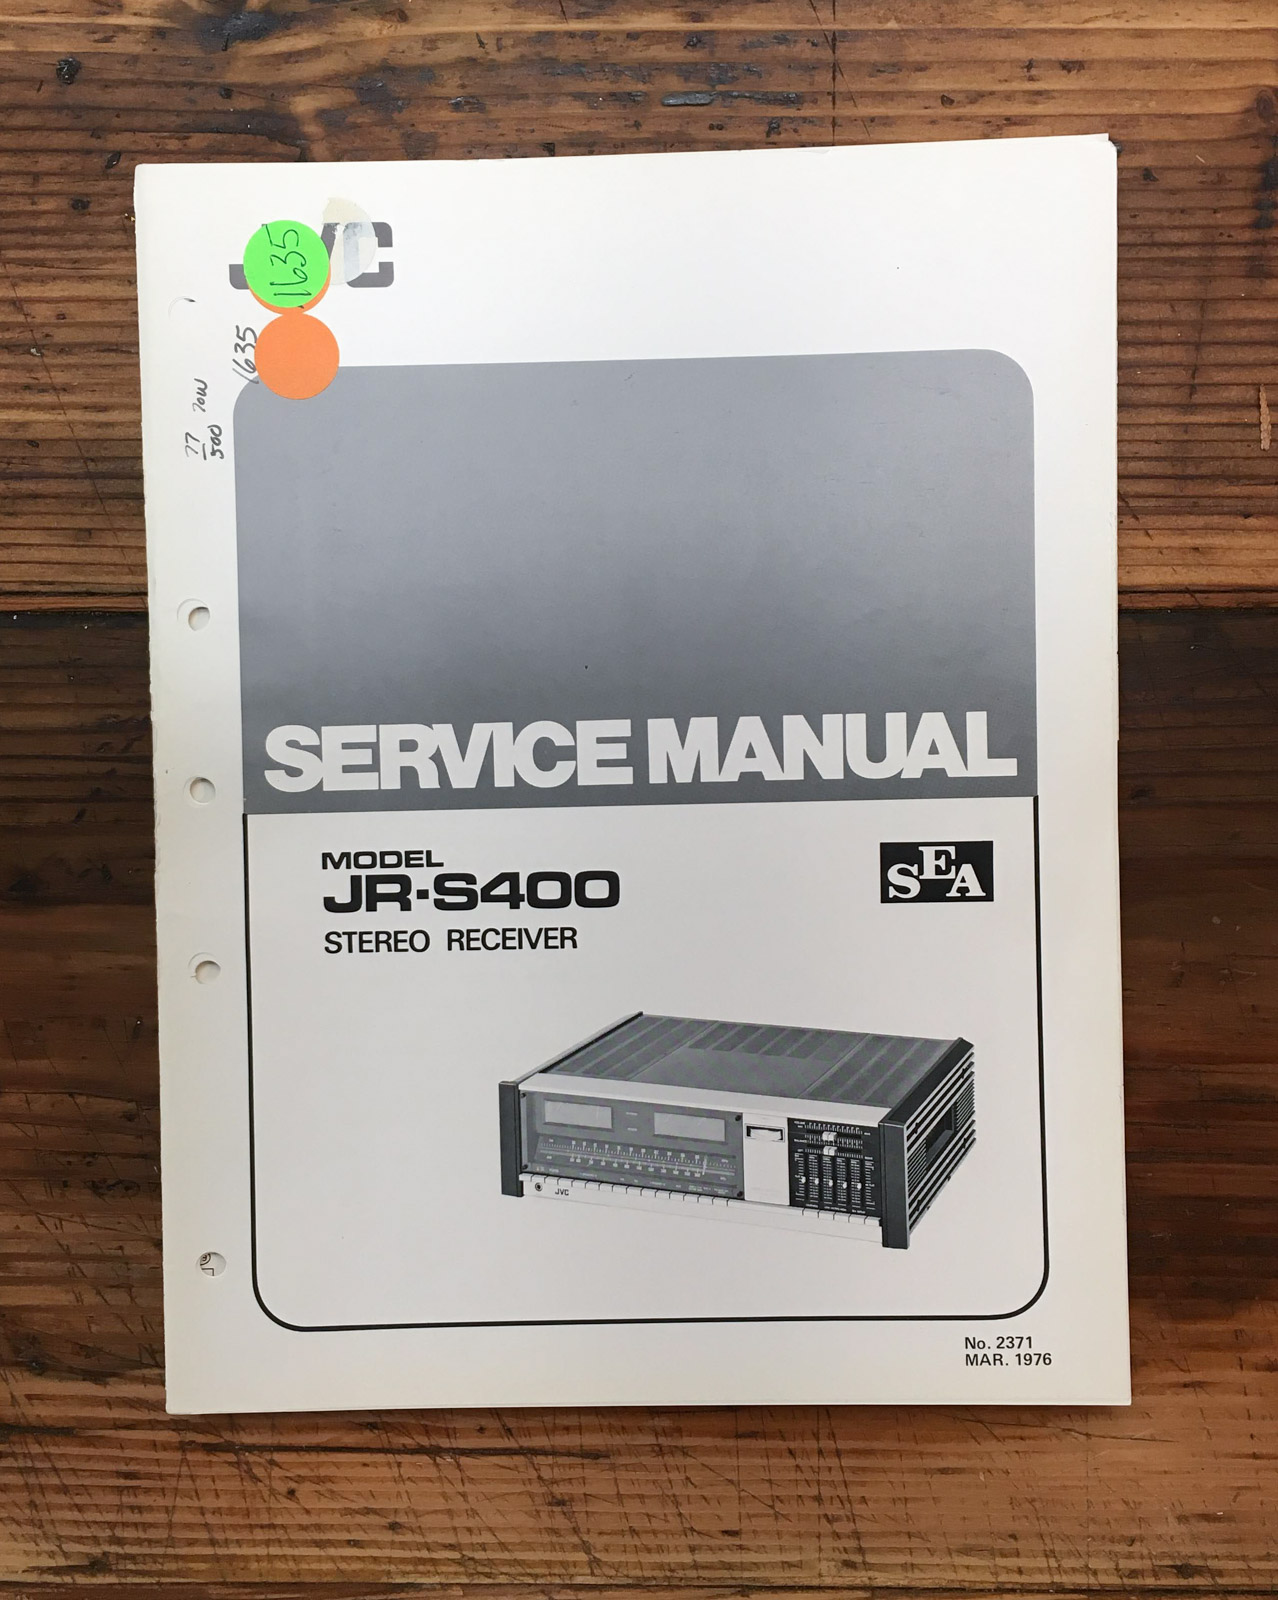 JVC
1635
1635
70W
77
500
SERVICE MANUAL
MODEL
JR-S400
SEA
STEREO RECEIVER
JVC
No. 2371
MAR. 1976